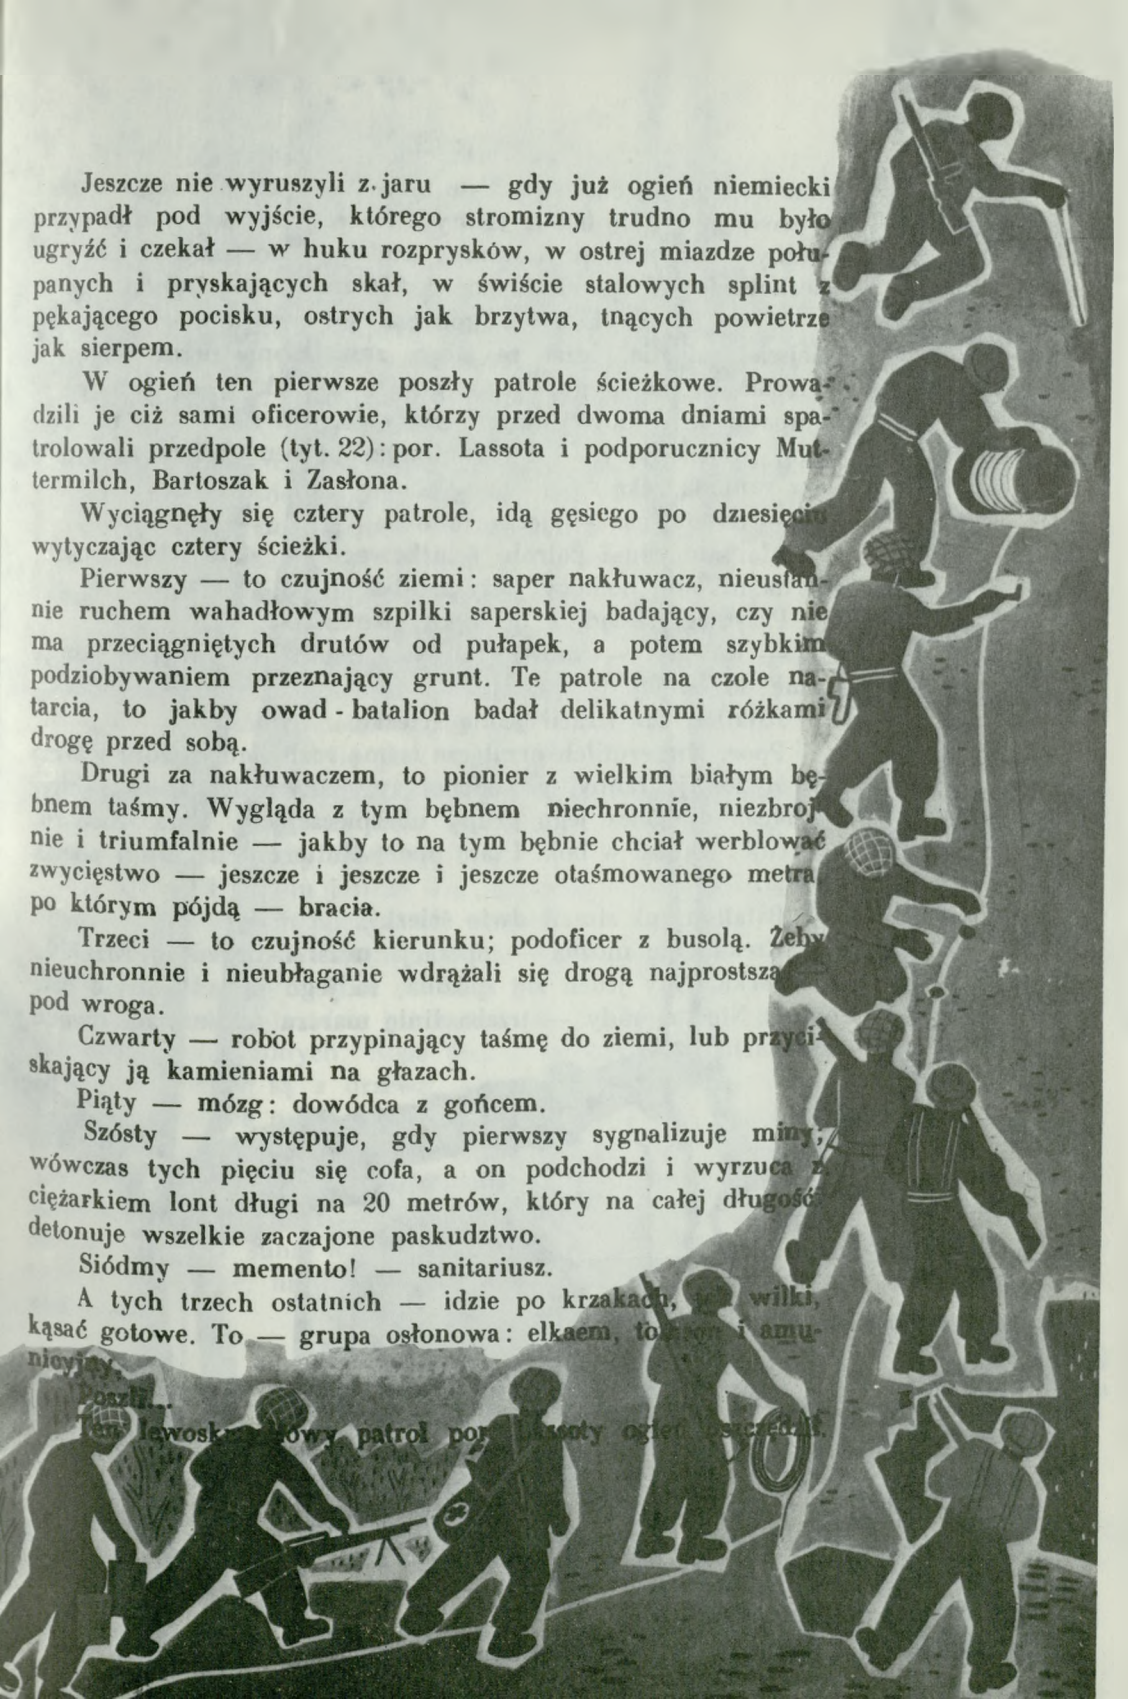 Jeszcze nie wyruszyli z jaru — gdy już ogień niemiecki
przypadł pod wyjście, którego stromizny trudno mu było
ugryźć i czekał — w huku rozprysków, w ostrej miazdze połu-
panych i pryskających skał, w świście stalowych splint z
pękającego pocisku, ostrych jak brzytwa, tnących powietrze
jak sierpem.
W ogień ten pierwsze poszły patrole ścieżkowe. Prowa-
dzili je ciż sami oficerowie, którzy przed dwoma dniami spa-
trolowali przedpole (tyt. 22): por. Lassota i podporucznicy Mut-
termilch, Bartoszak i Zasłona.
Wyciągnęły się cztery patrole, idą gęsiego po dziesięciu
wytyczając cztery ścieżki.
Pierwszy — to czujność ziemi: saper nakłuwacz, nieustan-
nie ruchem wahadłowym szpilki saperskiej badający, czy nie
ma przeciągniętych drutów od pułapek, a potem szybkim
podziobywaniem przeznający grunt. Te patrole na czole na-
tarcia, to jakby owad - batalion badał delikatnymi różkami
drogę przed sobą.
Drugi za nakłuwaczem, to pionier z wielkim białym bę-
bnem taśmy. Wygląda z tym bębnem niechronnie, niezbroj-
nie i triumfalnie — jakby to na tym bębnie chciał werblować
zwycięstwo — jeszcze i jeszcze i jeszcze otaśmowanego metra,
po którym pójdą — bracia.
Trzeci — to czujność kierunku; podoficer z busolą. Żeby
nieuchronnie i nieubłaganie wdrążali się drogą najprostszą
pod wroga.
Czwarty — robot przypinający taśmę do ziemi, lub przyci-
skający ją kamieniami na głazach.
Piąty — mózg: dowódca z gońcem.
Szósty — występuje, gdy pierwszy sygnalizuje miny;
wówczas tych pięciu się cofa, a on podchodzi i wyrzuca z
ciężarkiem lont długi na 20 metrów, który na całej długość
detonuje wszelkie zaczajone paskudztwo.
Siódmy — memento! — sanitariusz.
A tych trzech ostatnich — idzie po krzakach, wilki,
kąsać gotowe. To — grupa osłonowa: elkaem, i amu-
nicyjny.
Poszli...
Ten patrol por. Lassoty ogień oszczędził.